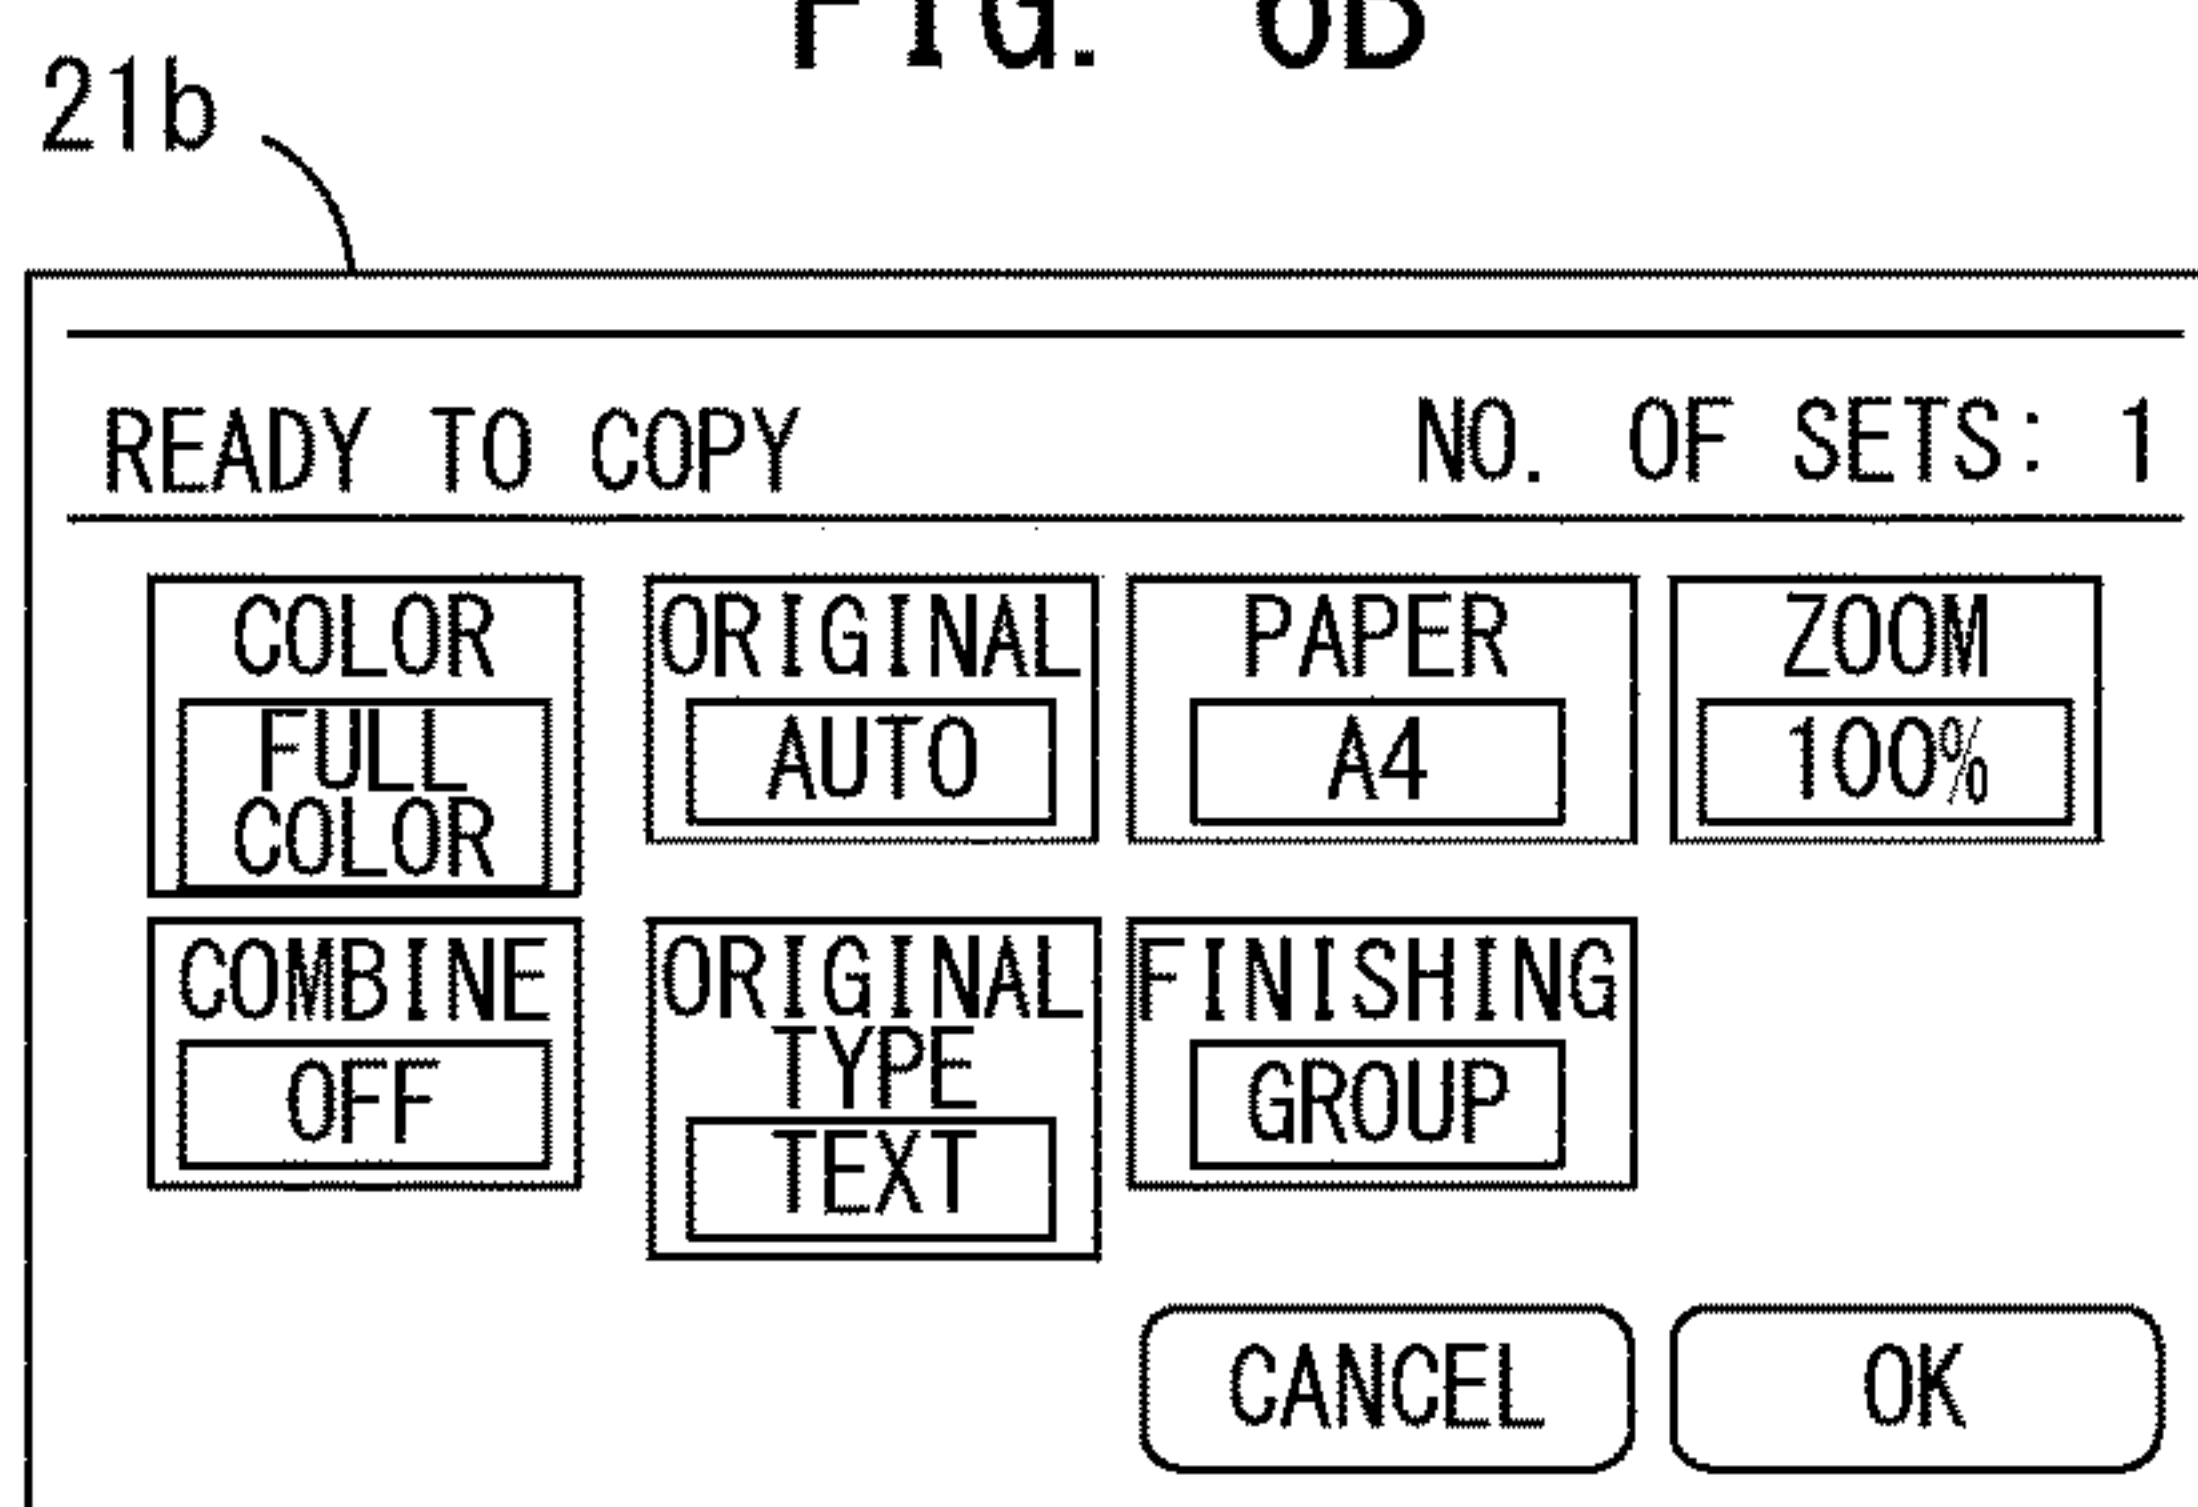 FIG.
21b
READY TO COPY NO. OF SETS: 1
COLOR ORIGINAL PAPER ZOOM
FULL AUTO A4 100%
COLOR
COMBINE ORIGINAL FINISHING
TYPE
OFF TEXT GROUP
CANCEL OK